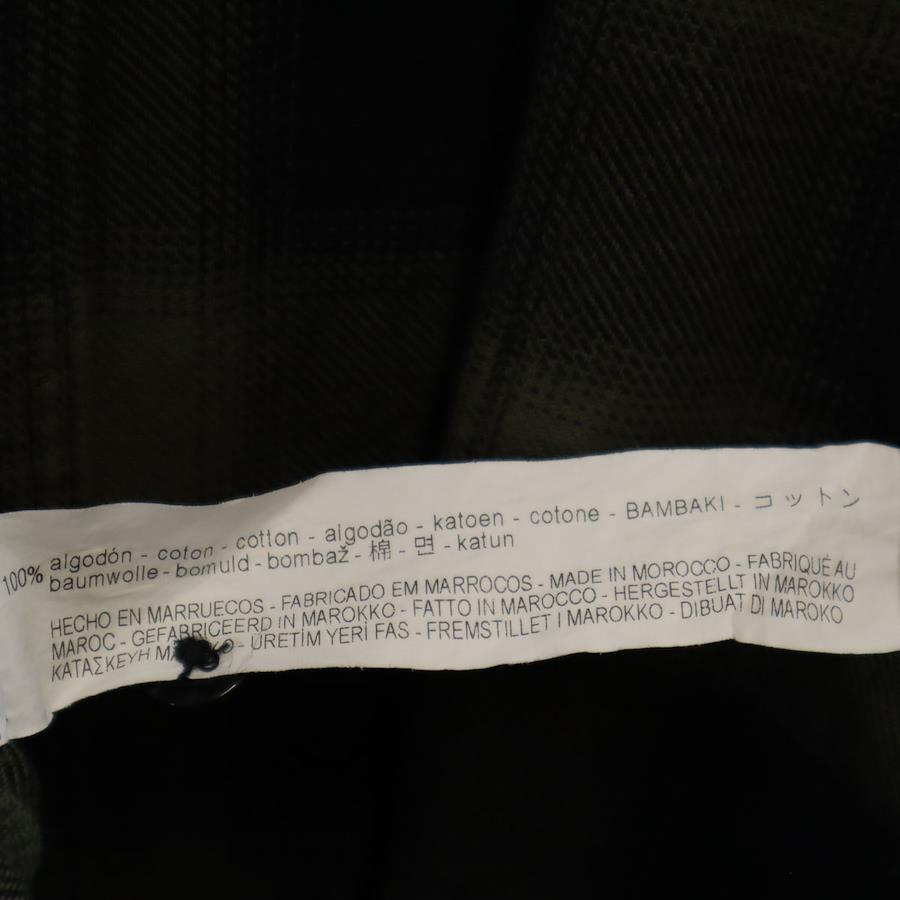 100% algodón - coton - cotton - algodão - katoen - cotone - BAMBAKI - コットン
baumwolle - bomuld - bombaž - 棉 - 면 - katun
HECHO EN MARRUECOS - FABRICADO EM MARROCOS - MADE IN MOROCCO - FABRIQUÉ AU
MAROC - GEFABRICEERD IN MAROKKO - FATTO IN MAROCCO - HERGESTELLT IN MAROKKO
ΚΑΤΑΣΚΕΥΗ - ÜRETİM YERİ FAS - FREMSTILLET I MAROKKO - DIBUAT DI MAROKO